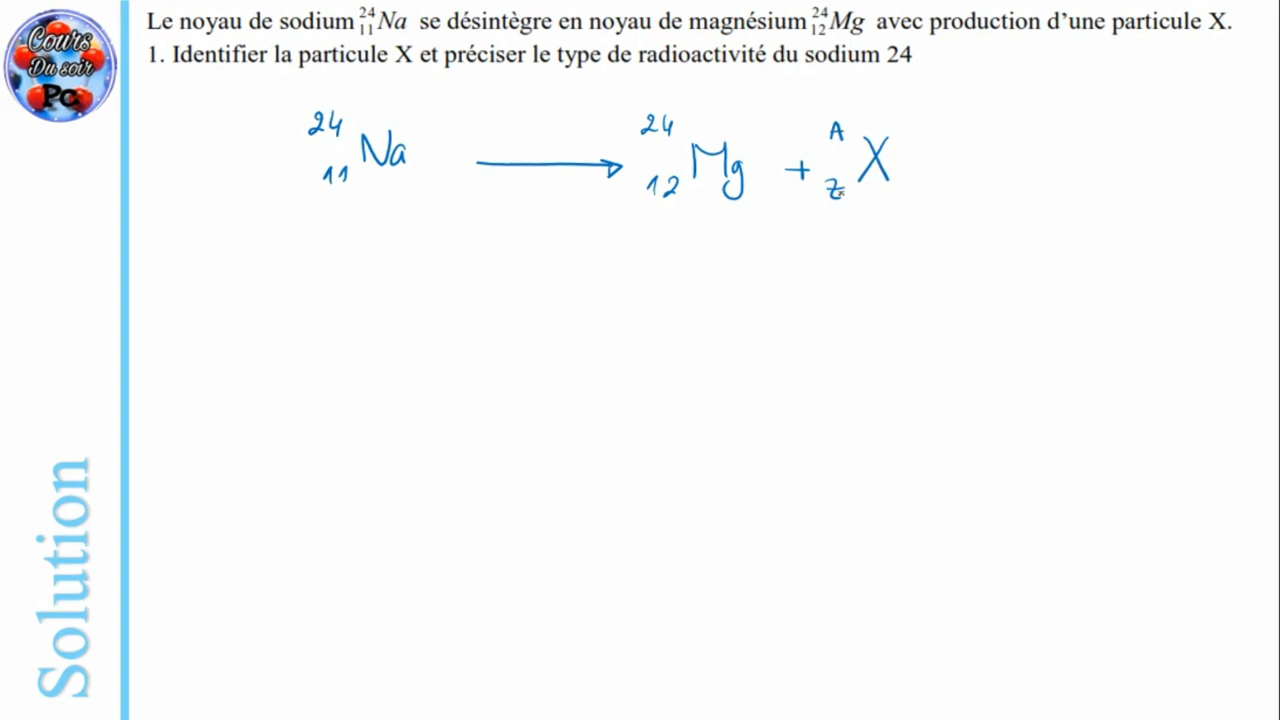 Cours
Du soir
Pc
Le noyau de sodium ²⁴₁₁Na se désintègre en noyau de magnésium ²⁴₁₂Mg avec production d’une particule X.
1. Identifier la particule X et préciser le type de radioactivité du sodium 24
²⁴₁₁Na ⟶ ²⁴₁₂Mg + ᴬ_Z X
Solution